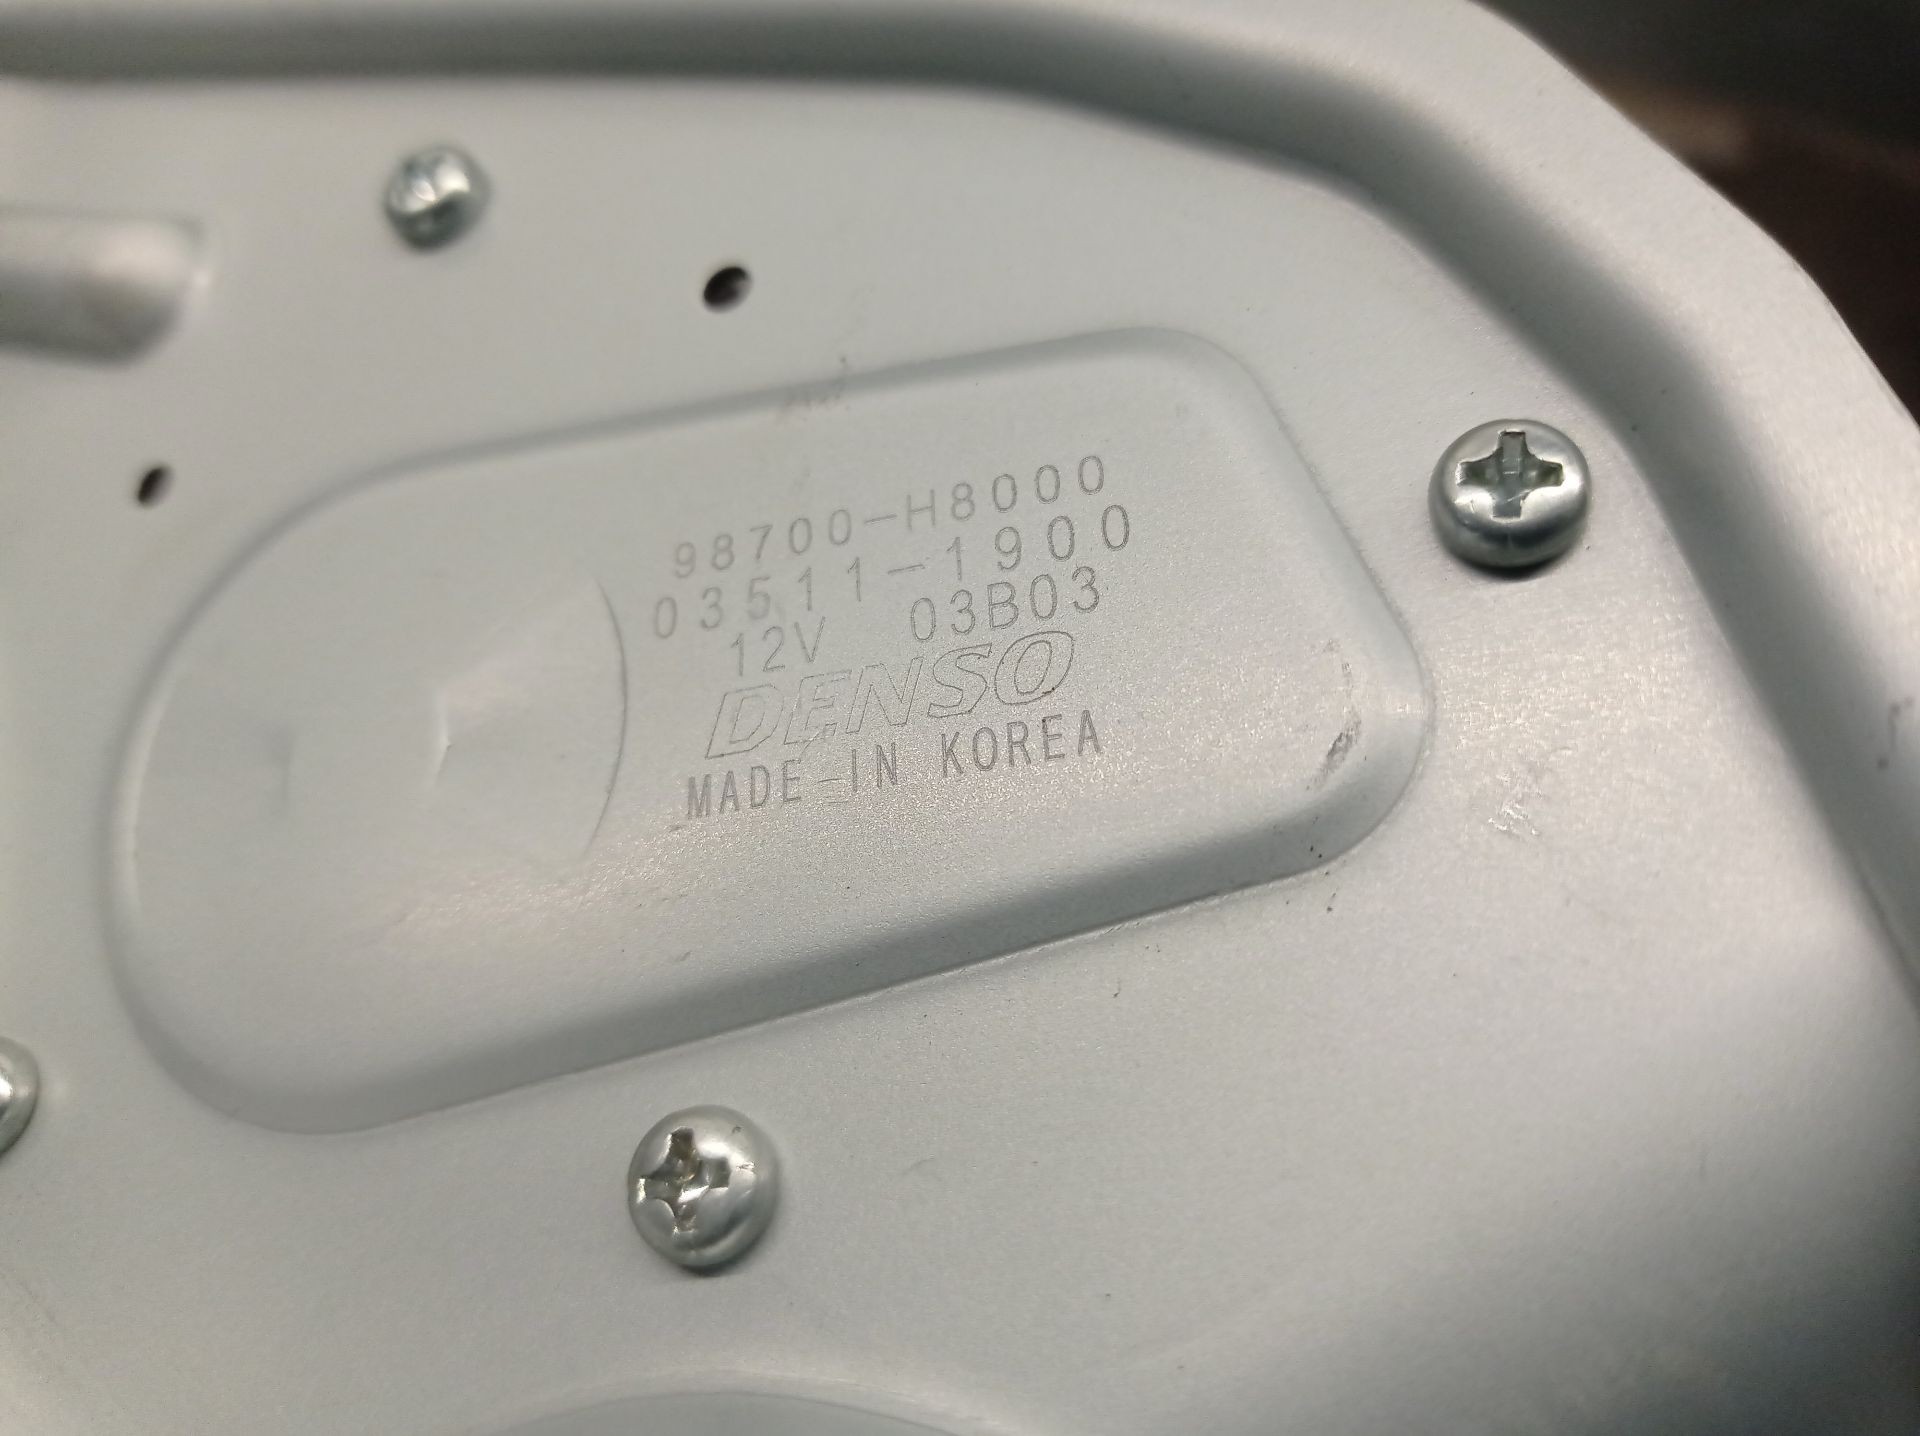 98700-H8000
03511-1900
12V 03B03
DENSO
MADE IN KOREA